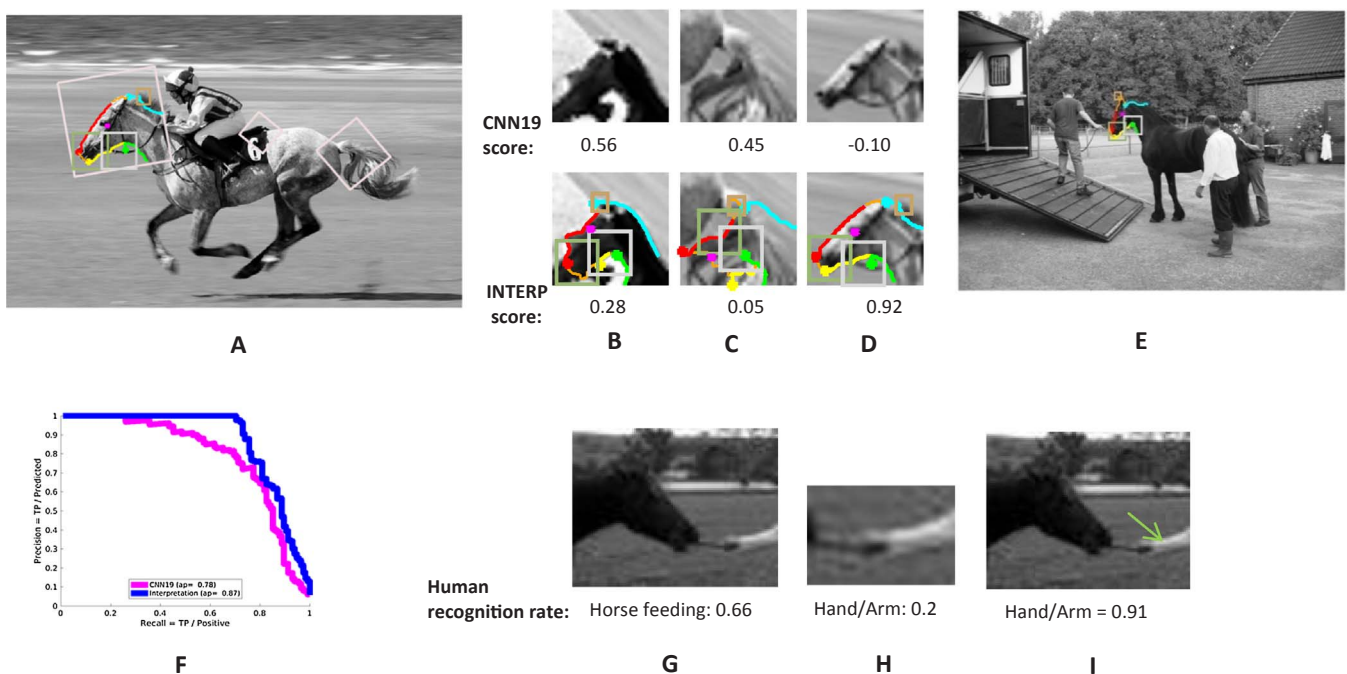 6
CNN19
score:
0.56
0.45
-0.10
INTERP
score:
0.28
0.05
0.92
A
B
C
D
E
1
0.9
0.8
0.7
0.6
0.5
0.4
0.3
0.2
0.1
0
Precision = TP / Predicted
CNN19 (ap= 0.78)
Interpretation (ap= 0.87)
0 0.2 0.4 0.6 0.8 1
Recall = TP / Positive
Human
recognition rate:
Horse feeding: 0.66
Hand/Arm: 0.2
Hand/Arm = 0.91
F
G
H
I